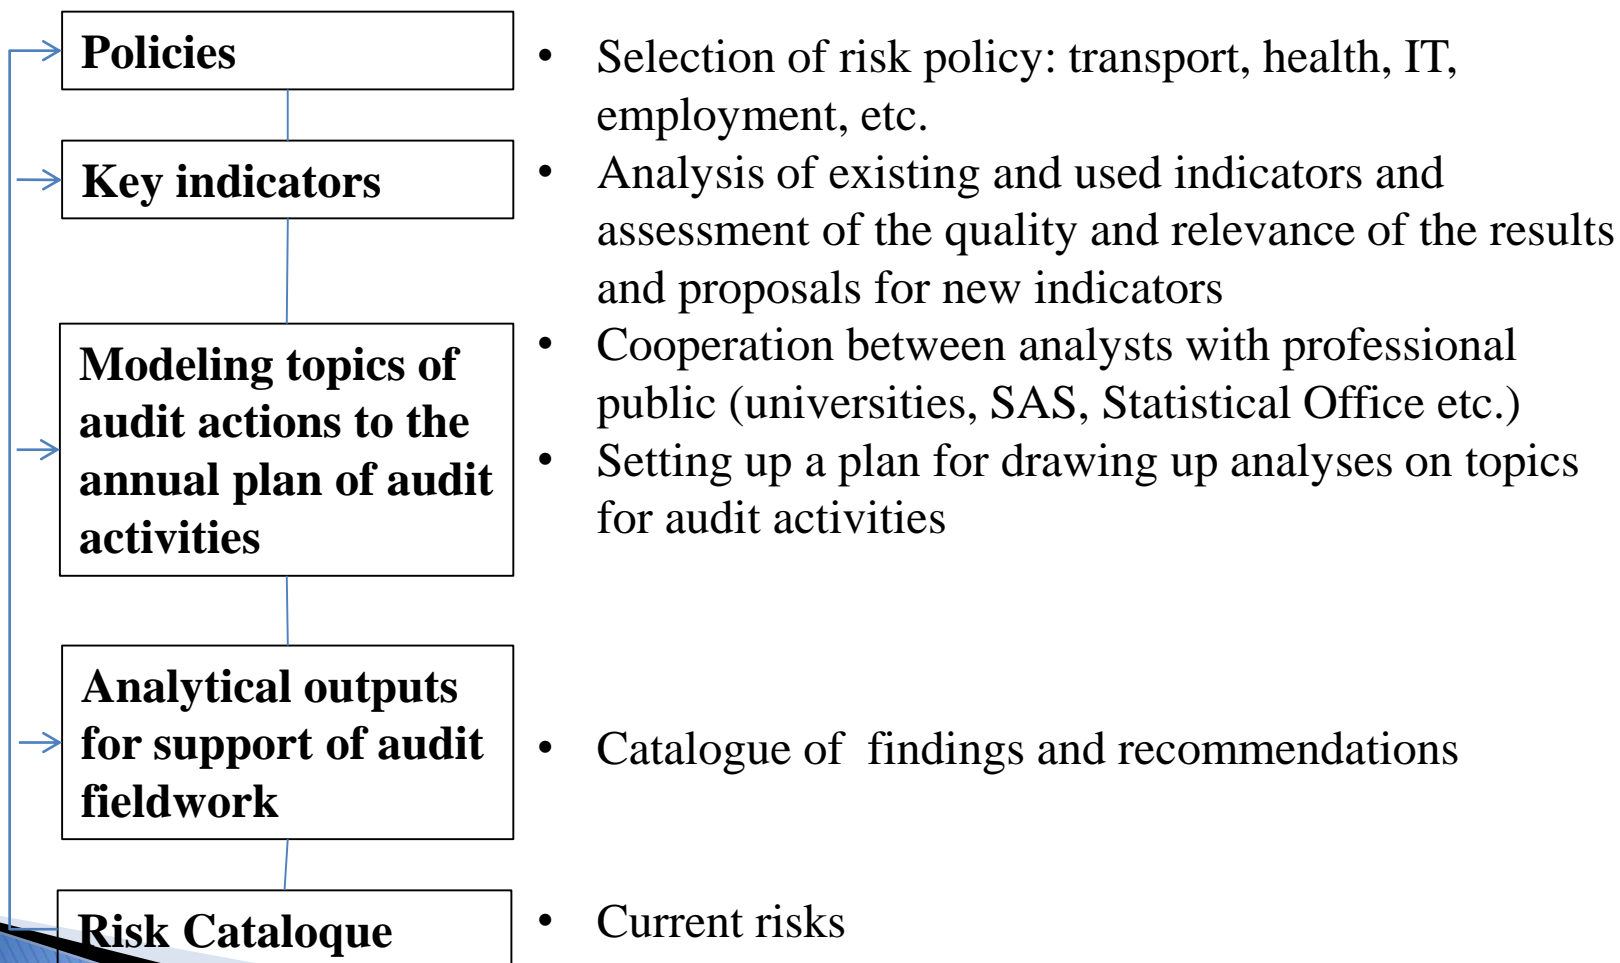 Policies
• Selection of risk policy: transport, health, IT,
employment, etc.
Key indicators
• Analysis of existing and used indicators and
assessment of the quality and relevance of the results
and proposals for new indicators
Modeling topics of
audit actions to the
annual plan of audit
activities
• Cooperation between analysts with professional
public (universities, SAS, Statistical Office etc.)
• Setting up a plan for drawing up analyses on topics
for audit activities
Analytical outputs
for support of audit
fieldwork
• Catalogue of  findings and recommendations
Risk Cataloque
• Current risks